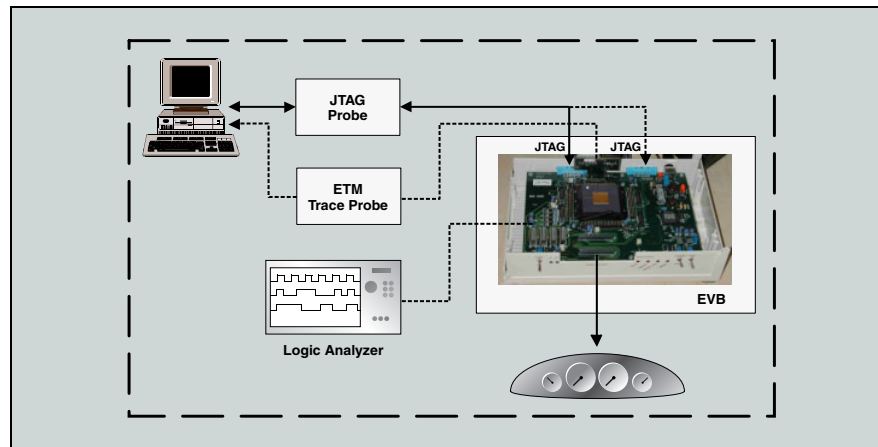 JTAG
Probe
JTAG
JTAG
ETM
Trace Probe
EVB
Logic Analyzer